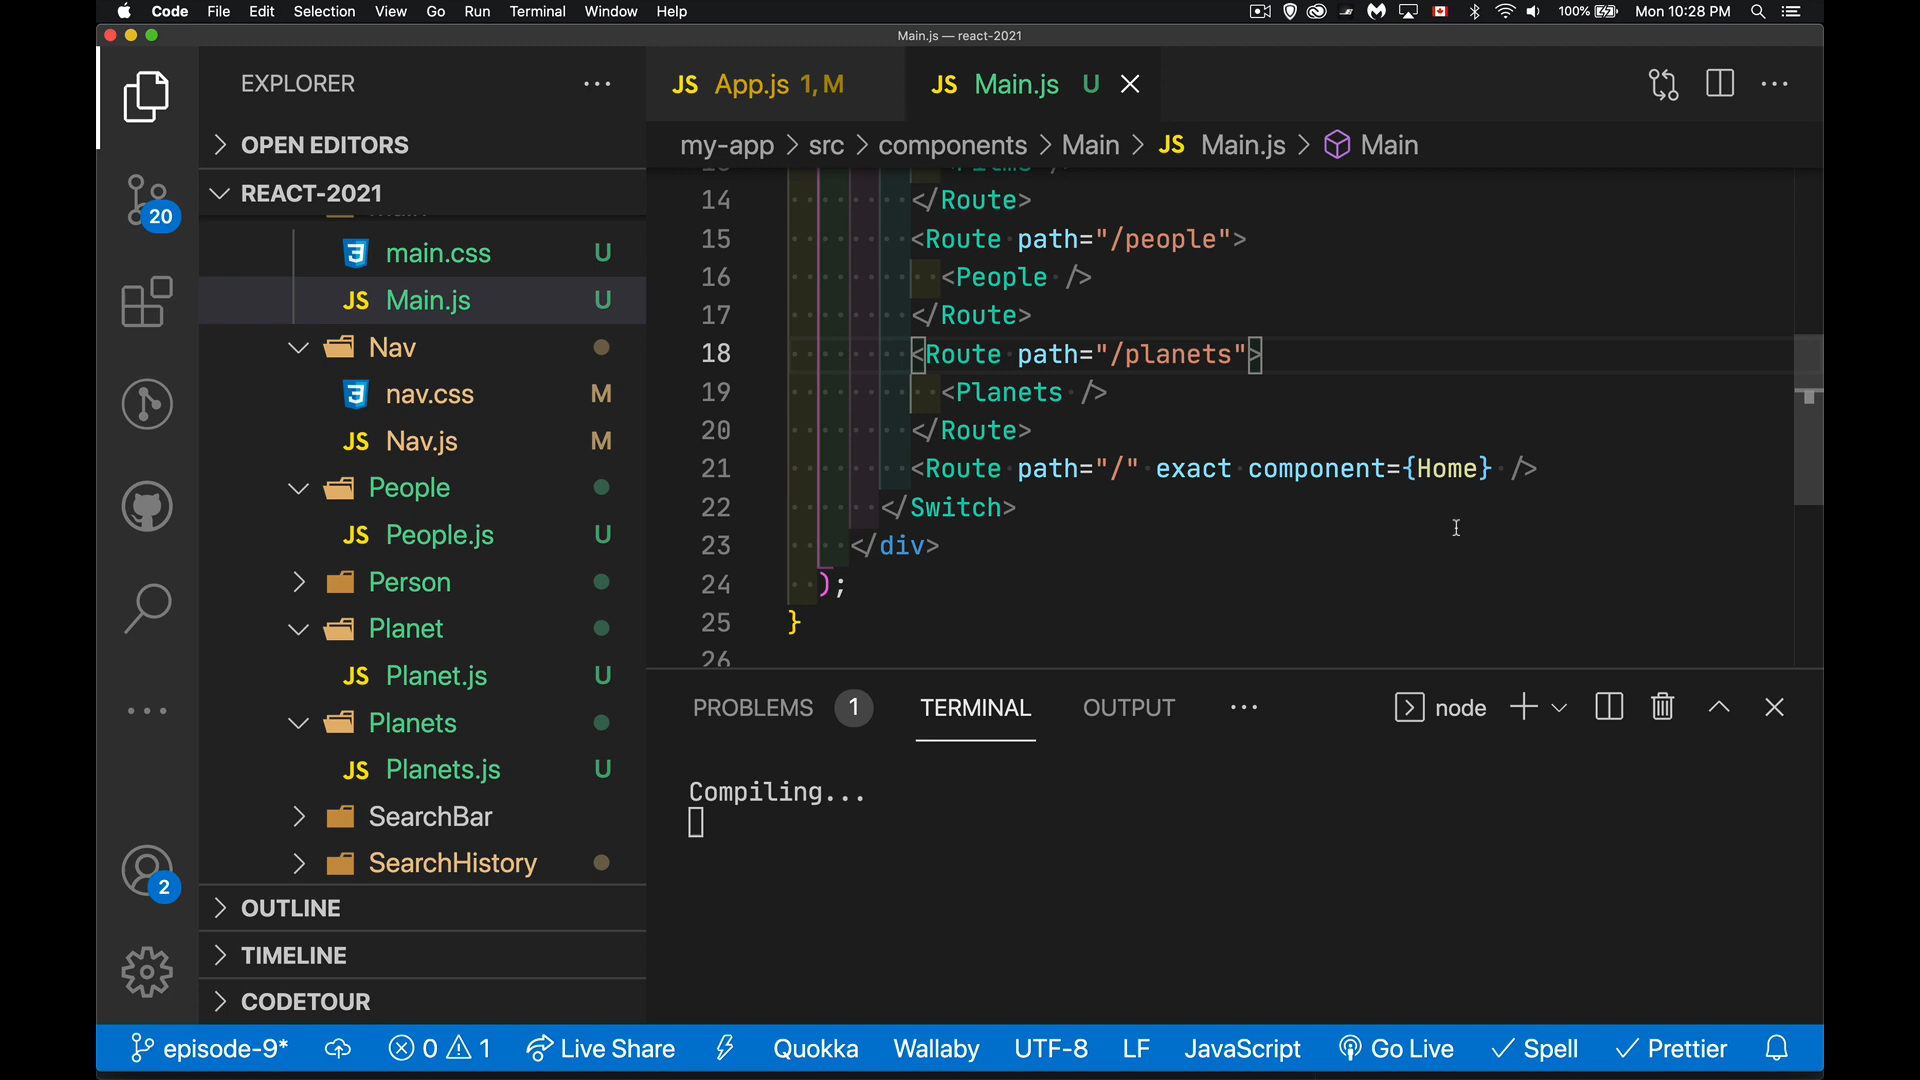 Code File Edit Selection View Go Run Terminal Window Help 100% Mon 10:28 PM
Main.js — react-2021
EXPLORER
OPEN EDITORS
REACT-2021
main.css U
Main.js U
Nav
nav.css M
Nav.js M
People
People.js U
Person
Planet
Planet.js U
Planets
Planets.js U
SearchBar
SearchHistory
OUTLINE
TIMELINE
CODETOUR
20
2
JS App.js 1, M JS Main.js U
my-app > src > components > Main > JS Main.js > Main
14 </Route>
15 <Route path="/people">
16 <People />
17 </Route>
18 <Route path="/planets">
19 <Planets />
20 </Route>
21 <Route path="/" exact component={Home} />
22 </Switch>
23 </div>
24 );
25 }
26
PROBLEMS 1 TERMINAL OUTPUT node
Compiling...
episode-9* 0 1 Live Share Quokka Wallaby UTF-8 LF JavaScript Go Live Spell Prettier